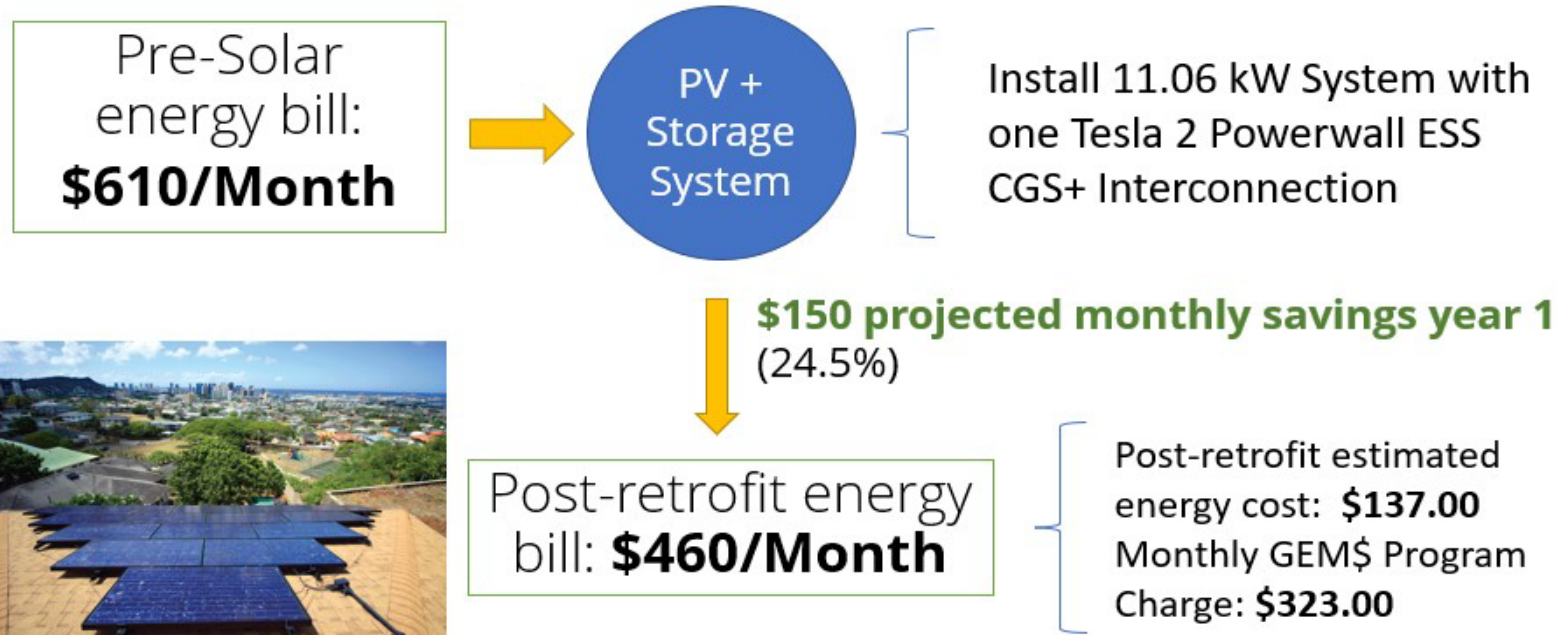 Pre-Solar
energy bill:
$610/Month
PV +
Storage
System
Install 11.06 kW System with
one Tesla 2 Powerwall ESS
CGS+ Interconnection
$150 projected monthly savings year 1
(24.5%)
Post-retrofit energy
bill: $460/Month
Post-retrofit estimated
energy cost: $137.00
Monthly GEM$ Program
Charge: $323.00